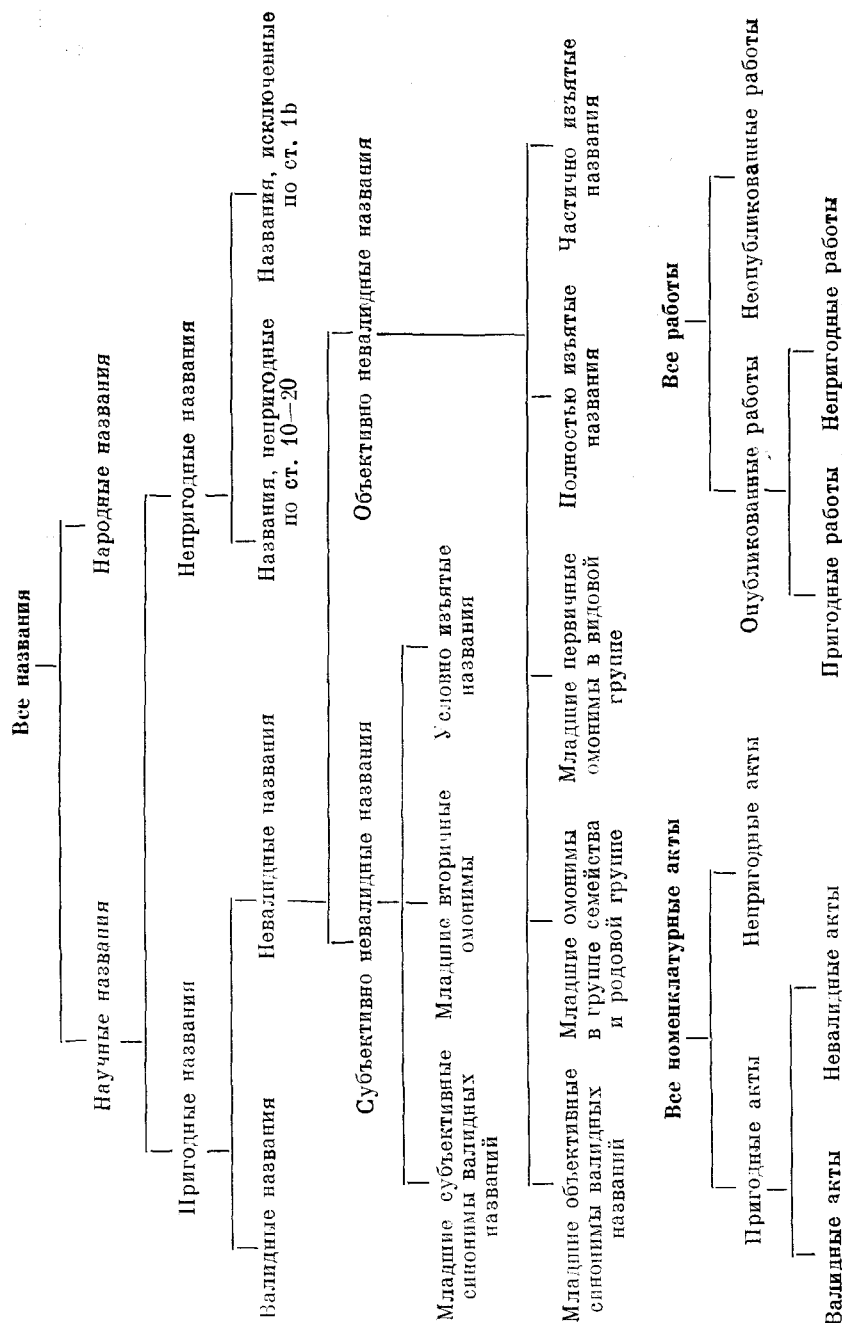 Все названия
Научные названия
Народные названия
Пригодные названия
Непригодные названия
Валидные названия
Невалидные названия
Названия, непригодные
по ст. 10—20
Названия, исключенные
по ст. 1b
Субъективно невалидные названия
Объективно невалидные названия
Младшие субъективные
синонимы валидных
названий
Младшие вторичные
омонимы
Условно изъятые
названия
Младшие объективные
синонимы валидных
названий
Младшие омонимы
в группе семейства
и родовой группе
Младшие первичные
омонимы в видовой
группе
Полностью изъятые
названия
Частично изъятые
названия
Все номенклатурные акты
Пригодные акты
Непригодные акты
Валидные акты
Невалидные акты
Все работы
Опубликованные работы
Неопубликованные работы
Пригодные работы
Непригодные работы